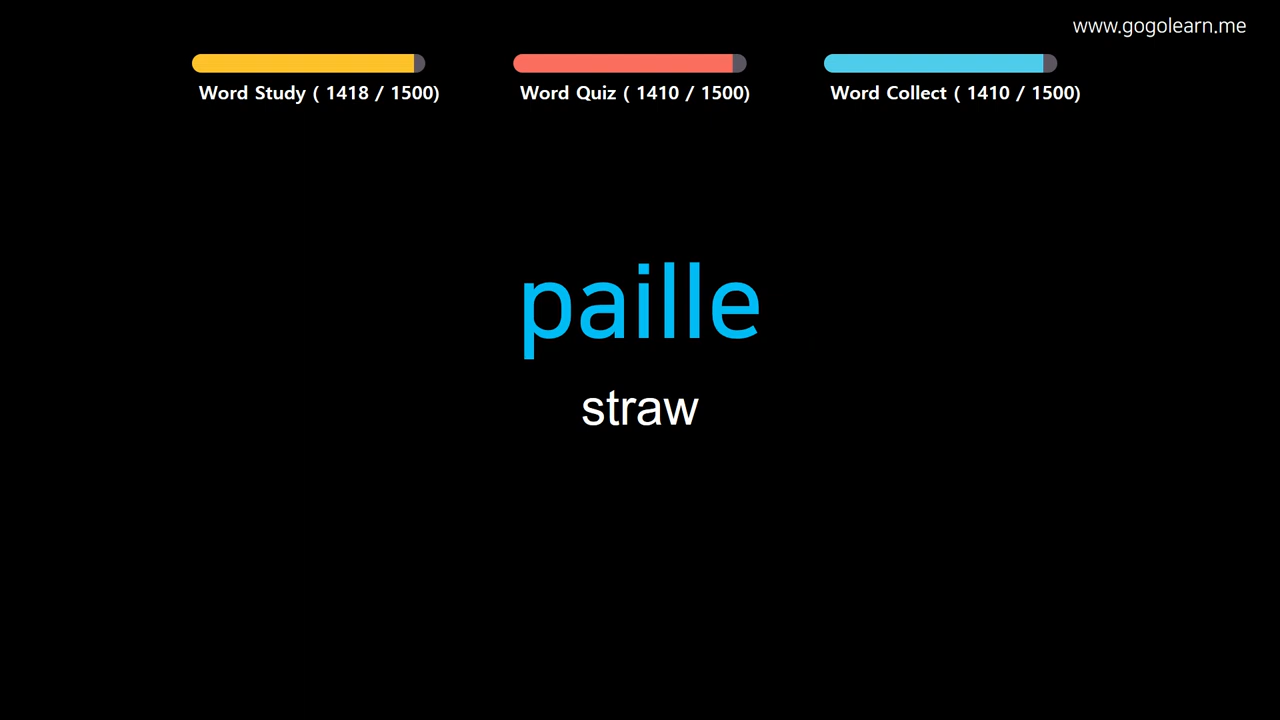 www.gogolearn.me
Word Study ( 1418 / 1500)
Word Quiz ( 1410 / 1500)
Word Collect ( 1410 / 1500)
paille
straw